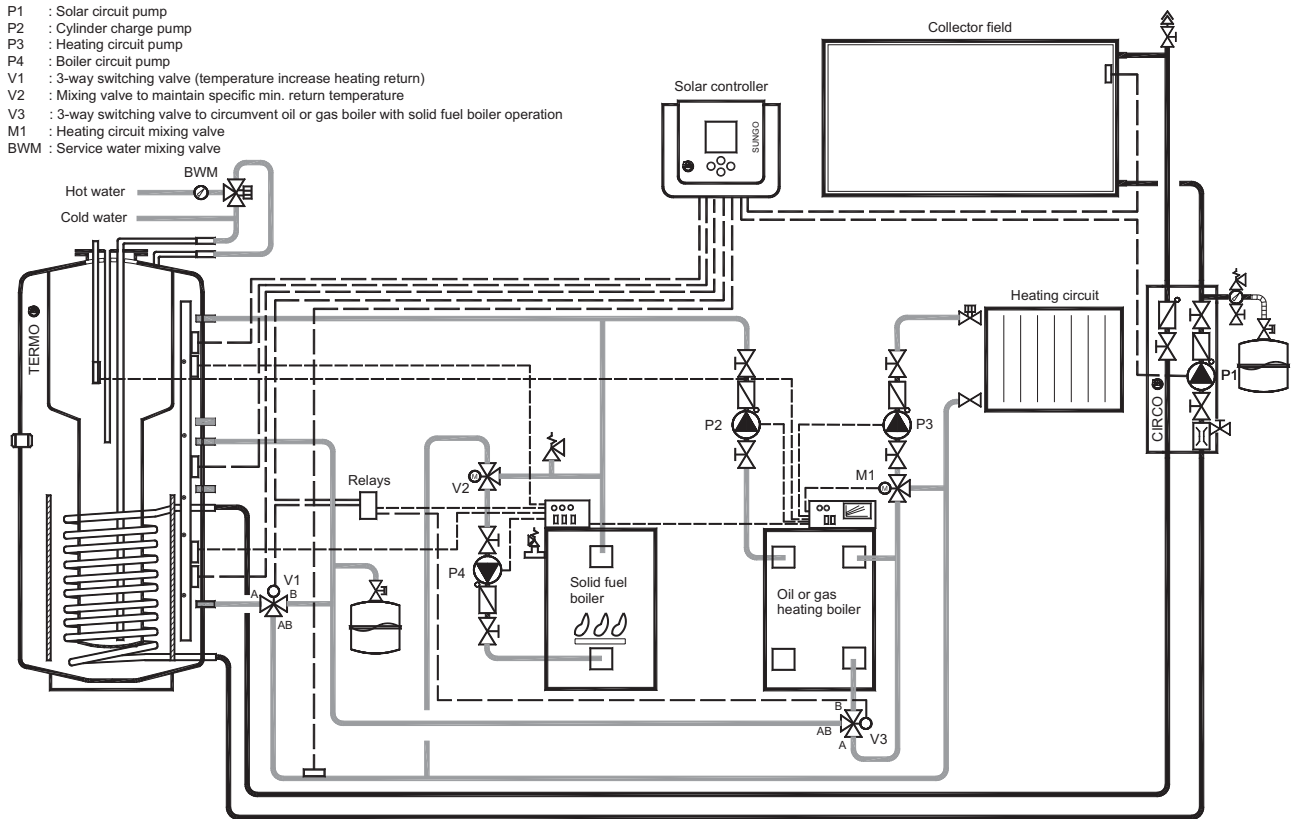 P1 : Solar circuit pump
P2 : Cylinder charge pump
P3 : Heating circuit pump
P4 : Boiler circuit pump
V1 : 3-way switching valve (temperature increase heating return)
V2 : Mixing valve to maintain specific min. return temperature
V3 : 3-way switching valve to circumvent oil or gas boiler with solid fuel boiler operation
M1 : Heating circuit mixing valve
BWM : Service water mixing valve
Collector field
Solar controller
SUNGO
BWM
Hot water
Cold water
TERMO
Heating circuit
P1
CIRCO
P2
P3
M1
M
V2
M
Relays
P4
V1
A
B
AB
Solid fuel
boiler
Oil or gas
heating boiler
B
AB
A
V3